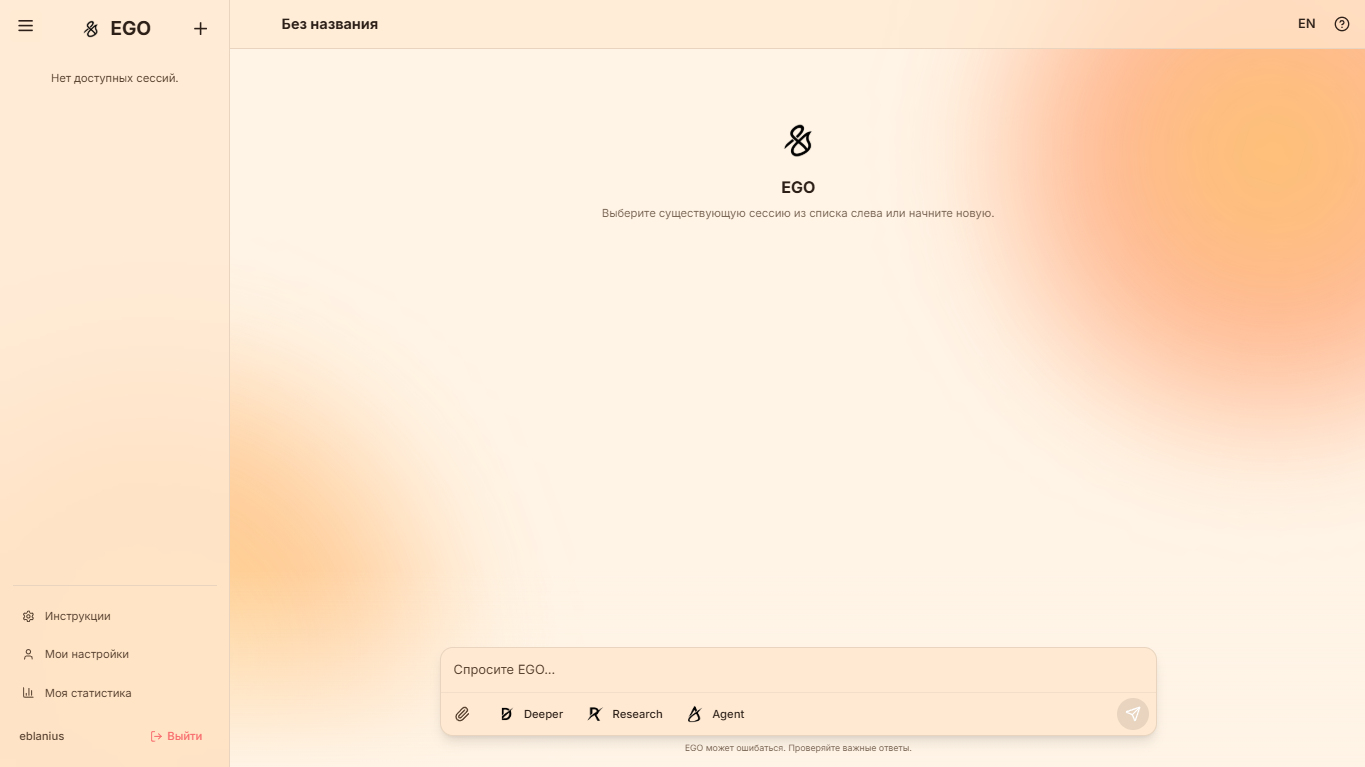 EGO
Нет доступных сессий.
Инструкции
Мои настройки
Моя статистика
eblanius
Выйти
Без названия
EN
EGO
Выберите существующую сессию из списка слева или начните новую.
Спросите EGO...
Deeper Research Agent
EGO может ошибаться. Проверяйте важные ответы.